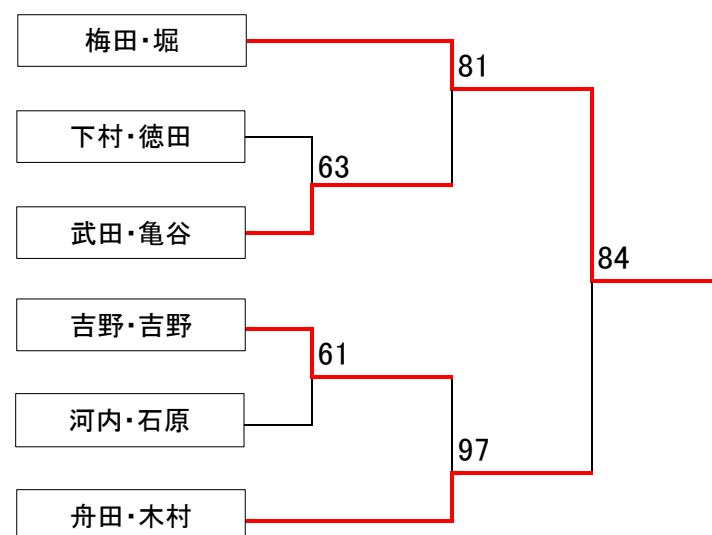 梅田・堀
81
下村・徳田
63
武田・亀谷
84
吉野・吉野
61
河内・石原
97
舟田・木村